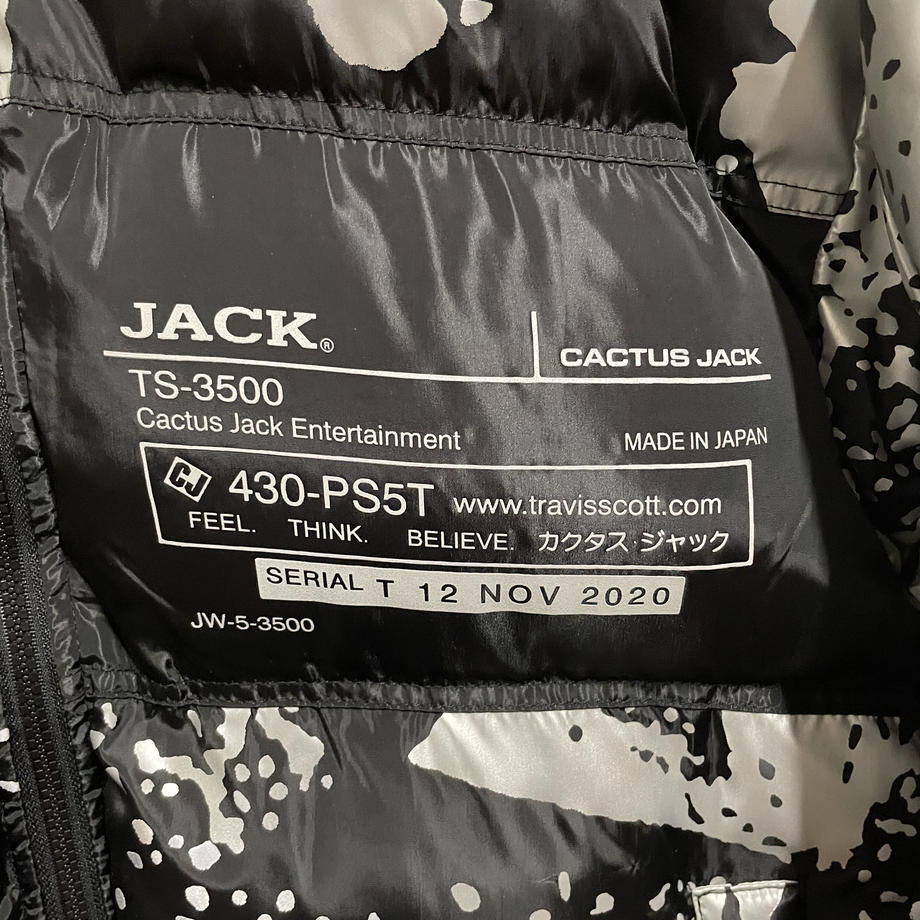 JACK®
CACTUS JACK
TS-3500
Cactus Jack Entertainment
MADE IN JAPAN
CJ 430-PS5T www.travisscott.com
FEEL. THINK. BELIEVE. カクタス·ジャック
SERIAL T 12 NOV 2020
JW-5-3500